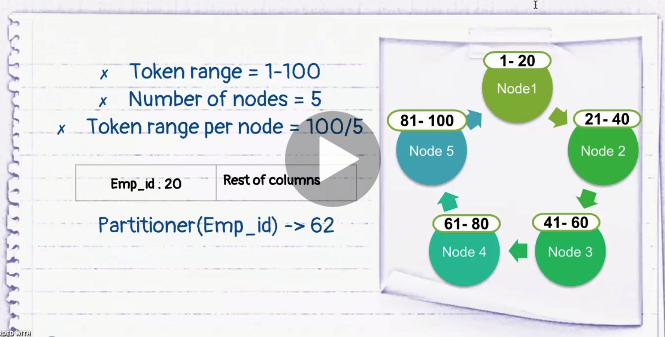 ✗ Token range = 1-100
✗ Number of nodes = 5
✗ Token range per node = 100/5
Emp_id . 20
Rest of columns
Partitioner(Emp_id) -> 62
1- 20
Node1
21- 40
Node 2
41- 60
Node 3
61- 80
Node 4
81- 100
Node 5
WITH